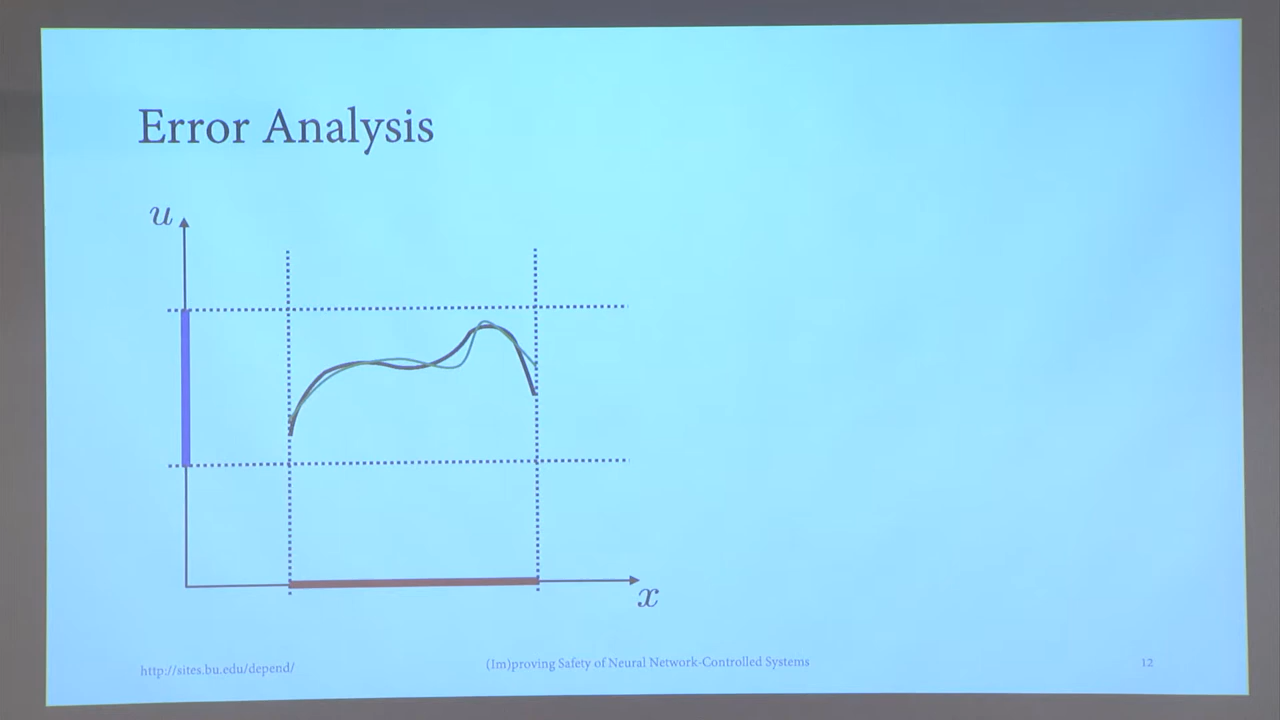 Error Analysis
u
x
http://sites.bu.edu/depend/
(Im)proving Safety of Neural Network-Controlled Systems
12